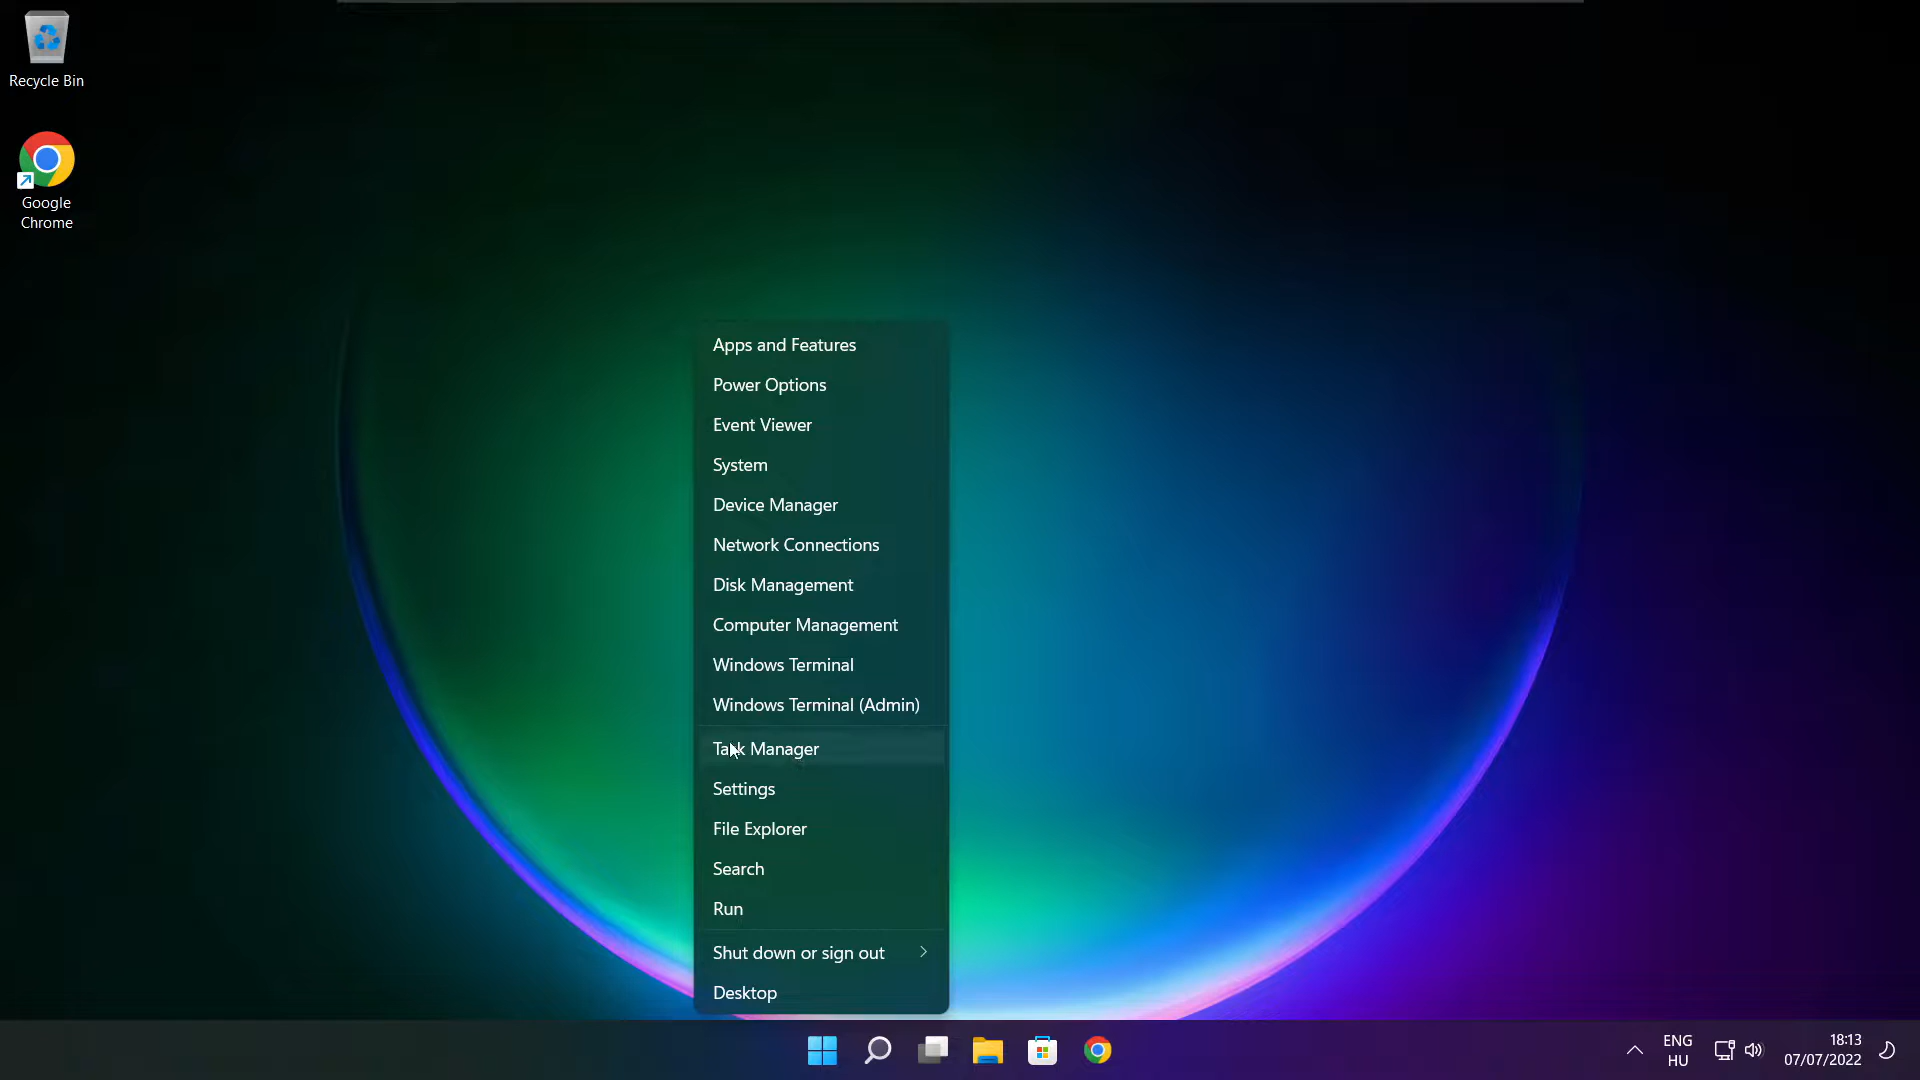 Recycle Bin
Google
Chrome
Apps and Features
Power Options
Event Viewer
System
Device Manager
Network Connections
Disk Management
Computer Management
Windows Terminal
Windows Terminal (Admin)
Task Manager
Settings
File Explorer
Search
Run
Shut down or sign out
Desktop
ENG
HU
18:13
07/07/2022